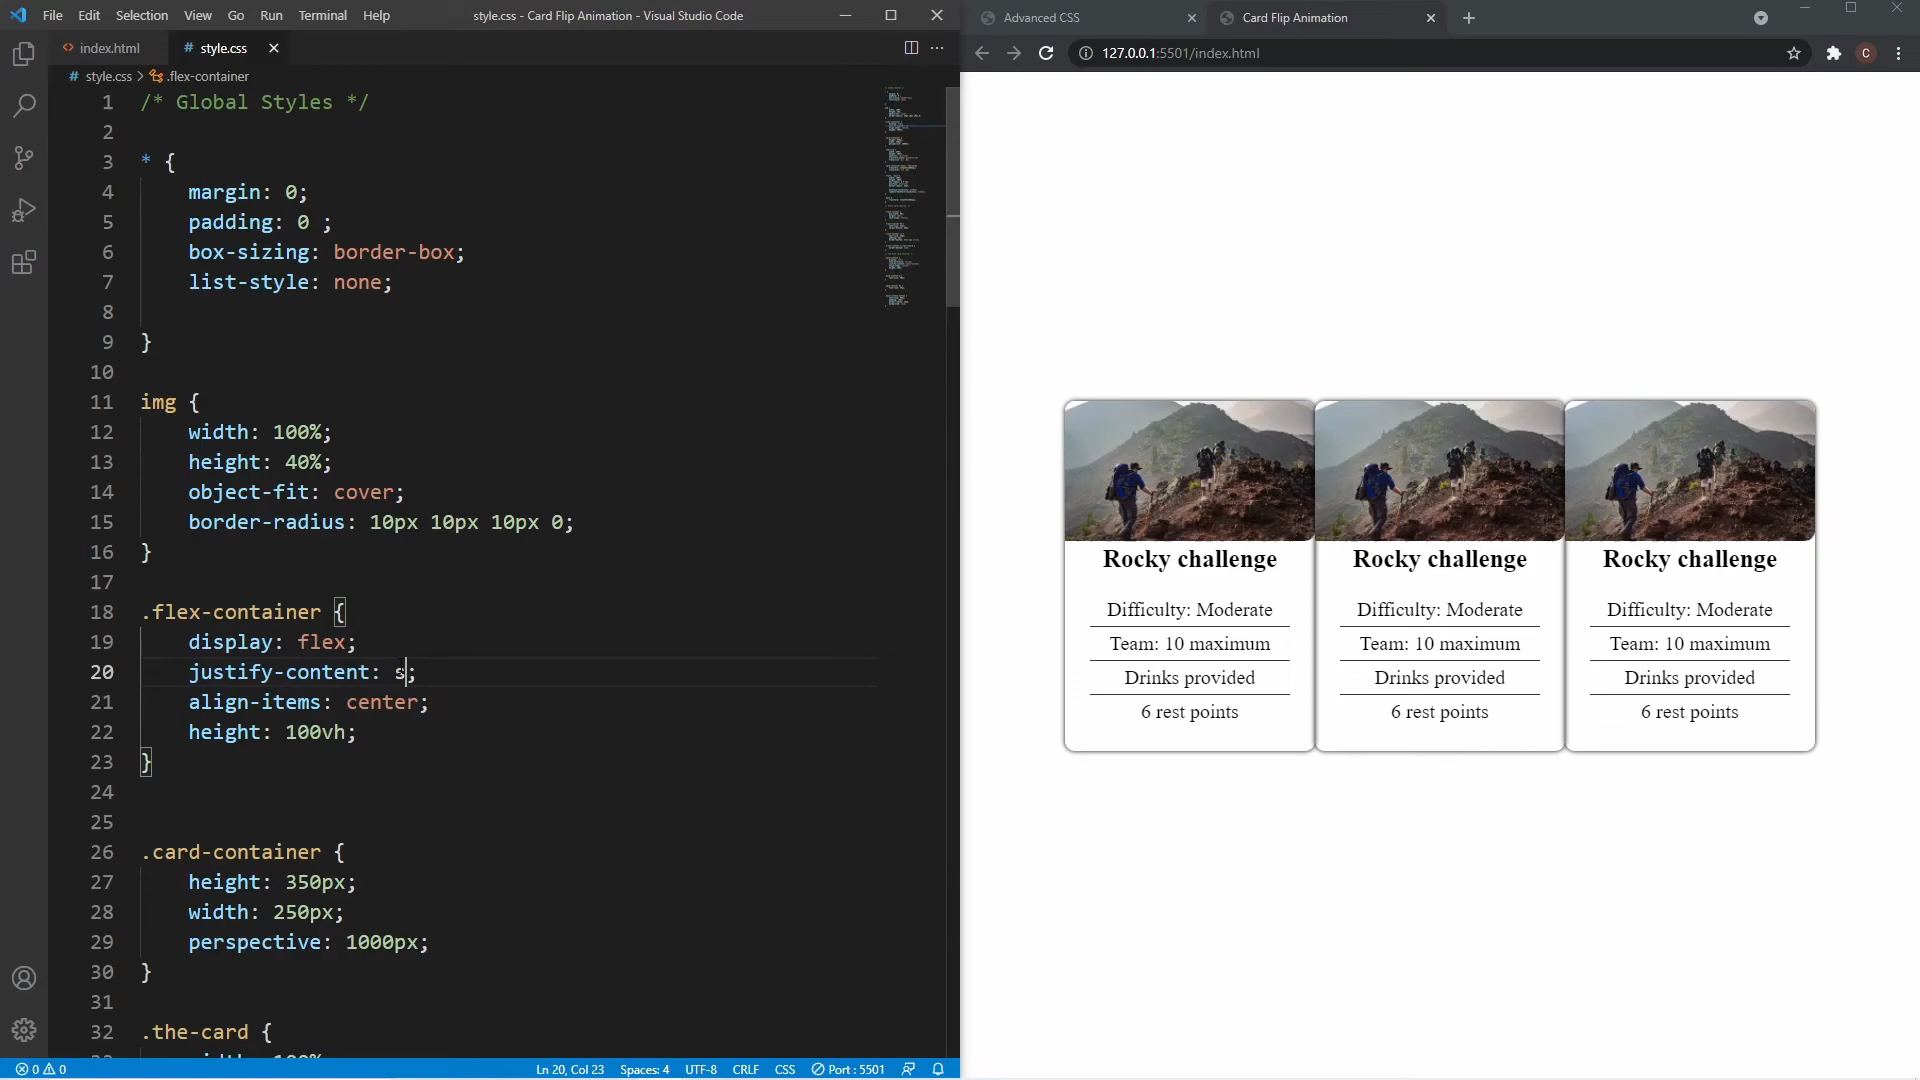 File Edit Selection View Go Run Terminal Help
style.css - Card Flip Animation - Visual Studio Code
index.html
# style.css
# style.css > .flex-container
1 /* Global Styles */
2
3 * {
4 margin: 0;
5 padding: 0 ;
6 box-sizing: border-box;
7 list-style: none;
8
9 }
10
11 img {
12 width: 100%;
13 height: 40%;
14 object-fit: cover;
15 border-radius: 10px 10px 10px 0;
16 }
17
18 .flex-container {
19 display: flex;
20 justify-content: s;
21 align-items: center;
22 height: 100vh;
23 }
24
25
26 .card-container {
27 height: 350px;
28 width: 250px;
29 perspective: 1000px;
30 }
31
32 .the-card {
0 0
Ln 20, Col 23 Spaces: 4 UTF-8 CRLF CSS Port : 5501
Advanced CSS
Card Flip Animation
127.0.0.1:5501/index.html
C
Rocky challenge
Difficulty: Moderate
Team: 10 maximum
Drinks provided
6 rest points
Rocky challenge
Difficulty: Moderate
Team: 10 maximum
Drinks provided
6 rest points
Rocky challenge
Difficulty: Moderate
Team: 10 maximum
Drinks provided
6 rest points